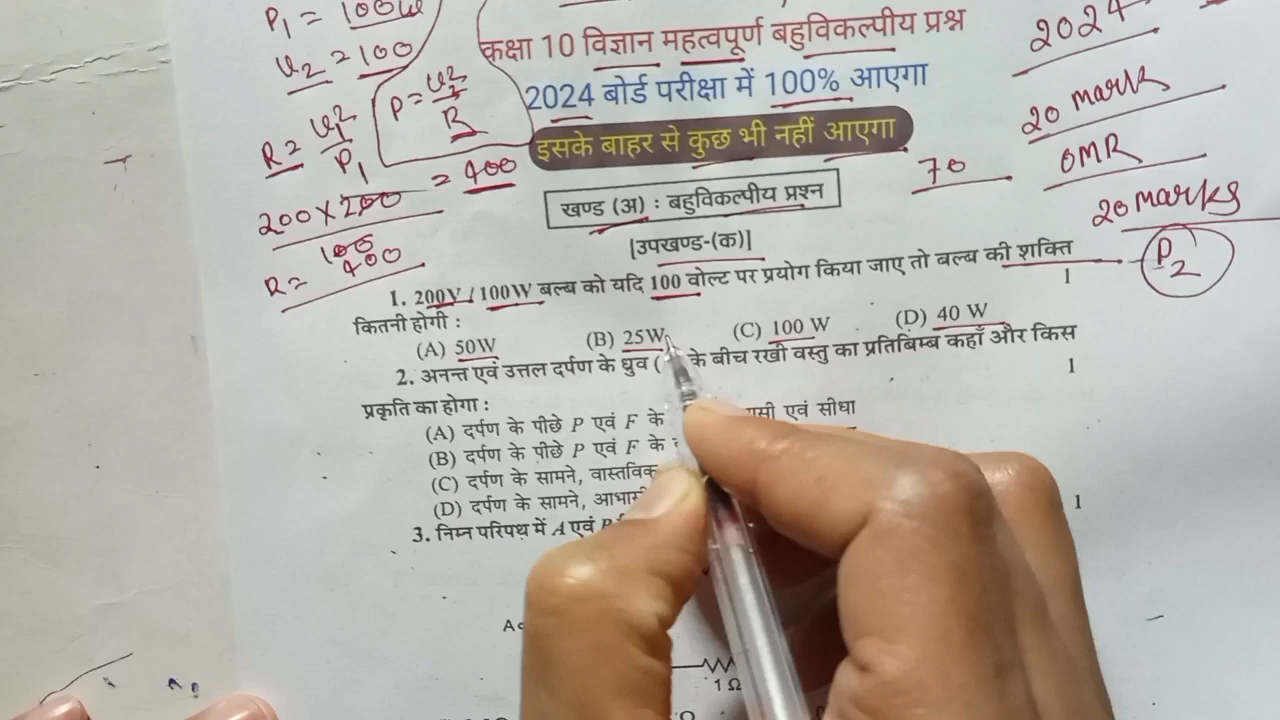 P₁ = 100W
V₂ = 100
R = V₁²/P₁
P = V₂²/R
200 X 200 / 100 = 400
R = 400
2024
20 mark
OMR
20 marks
P₂
70
कक्षा 10 विज्ञान महत्वपूर्ण बहुविकल्पीय प्रश्न
2024 बोर्ड परीक्षा में 100% आएगा
इसके बाहर से कुछ भी नहीं आएगा
खण्ड (अ) : बहुविकल्पीय प्रश्न
[उपखण्ड-(क)]
1. 200V / 100W बल्ब को यदि 100 वोल्ट पर प्रयोग किया जाए तो बल्ब की शक्ति
कितनी होगी : 1
(A) 50W (B) 25W (C) 100 W (D) 40 W
2. अनन्त एवं उत्तल दर्पण के ध्रुव ( के बीच रखी वस्तु का प्रतिबिम्ब कहाँ और किस
प्रकृति का होगा : 1
(A) दर्पण के पीछे P एवं F के एवं सीधा
(B) दर्पण के पीछे P एवं F के
(C) दर्पण के सामने, वास्तविक
(D) दर्पण के सामने,
3. निम्न परिपथ में A एवं 1
1 Ω